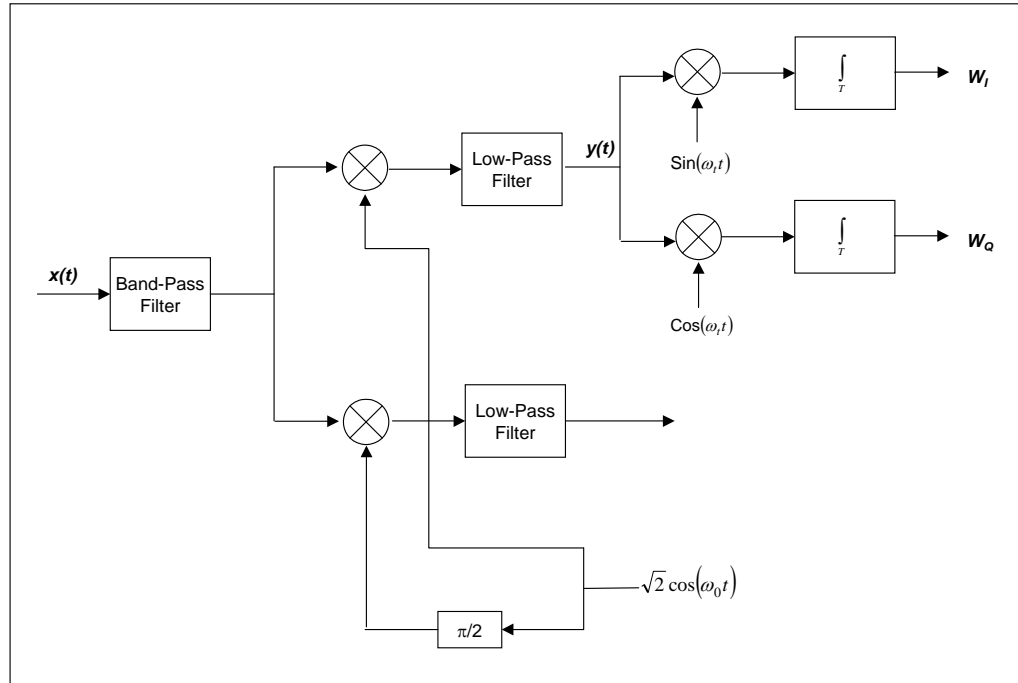 ∫
T
W_I
Low-Pass
Filter
y(t)
Sin(ω_t t)
∫
T
W_Q
x(t)
Band-Pass
Filter
Cos(ω_t t)
Low-Pass
Filter
√2 cos(ω_0 t)
π/2